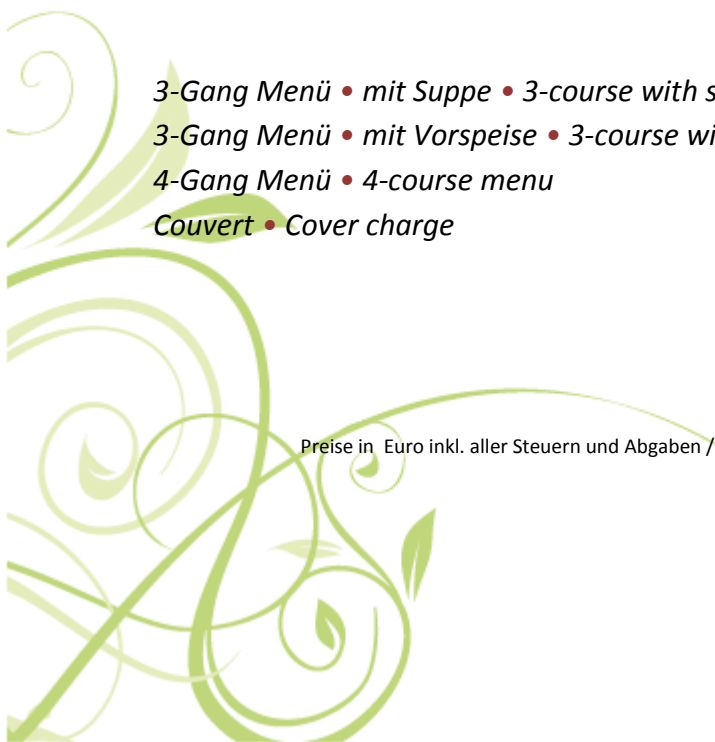 3-Gang Menü • mit Suppe • 3-course with s
3-Gang Menü • mit Vorspeise • 3-course wi
4-Gang Menü • 4-course menu
Couvert • Cover charge
Preise in Euro inkl. aller Steuern und Abgaben /